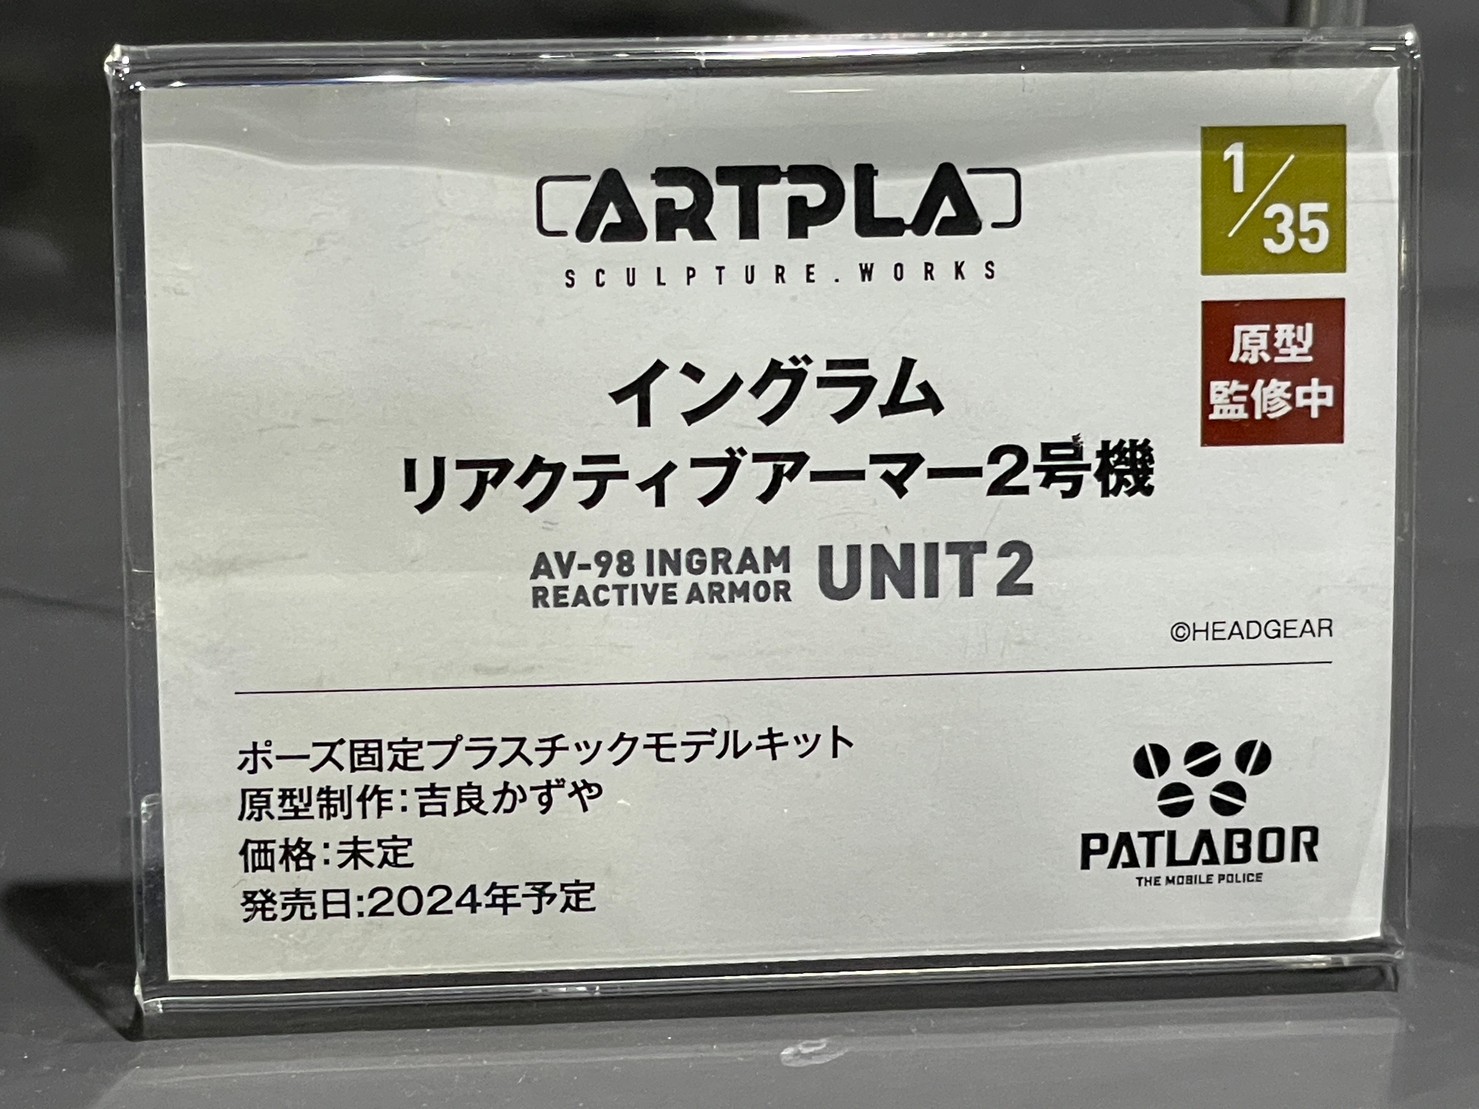 ARTPLA
SCULPTURE.WORKS
1/35
原型
監修中
イングラム
リアクティブアーマー2号機
AV-98 INGRAM
REACTIVE ARMOR
UNIT2
©HEADGEAR
ポーズ固定プラスチックモデルキット
原型制作:吉良かずや
価格:未定
発売日:2024年予定
PATLABOR
THE MOBILE POLICE